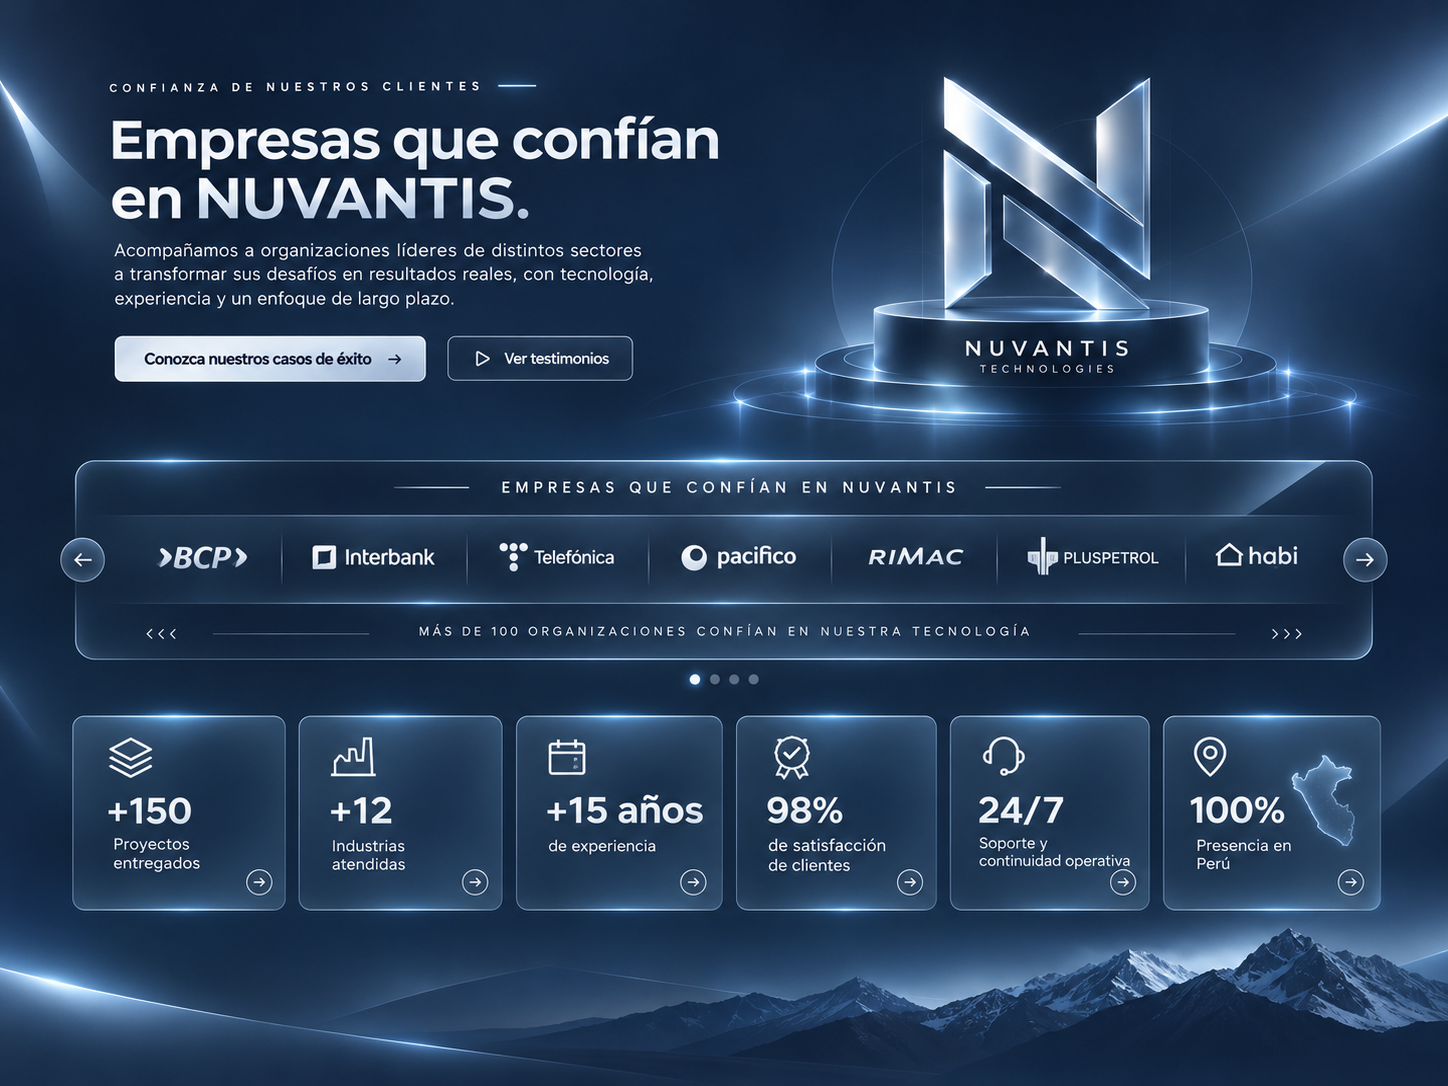 CONFIANZA DE NUESTROS CLIENTES
Empresas que confían
en NUVANTIS.
Acompañamos a organizaciones líderes de distintos sectores
a transformar sus desafíos en resultados reales, con tecnología,
experiencia y un enfoque de largo plazo.
Conozca nuestros casos de éxito
Ver testimonios
NUVANTIS
TECHNOLOGIES
EMPRESAS QUE CONFÍAN EN NUVANTIS
BCP
Interbank
Telefónica
pacifico
RIMAC
PLUSPETROL
habi
MÁS DE 100 ORGANIZACIONES CONFÍAN EN NUESTRA TECNOLOGÍA
+150
Proyectos
entregados
+12
Industrias
atendidas
+15 años
de experiencia
98%
de satisfacción
de clientes
24/7
Soporte y
continuidad operativa
100%
Presencia en
Perú